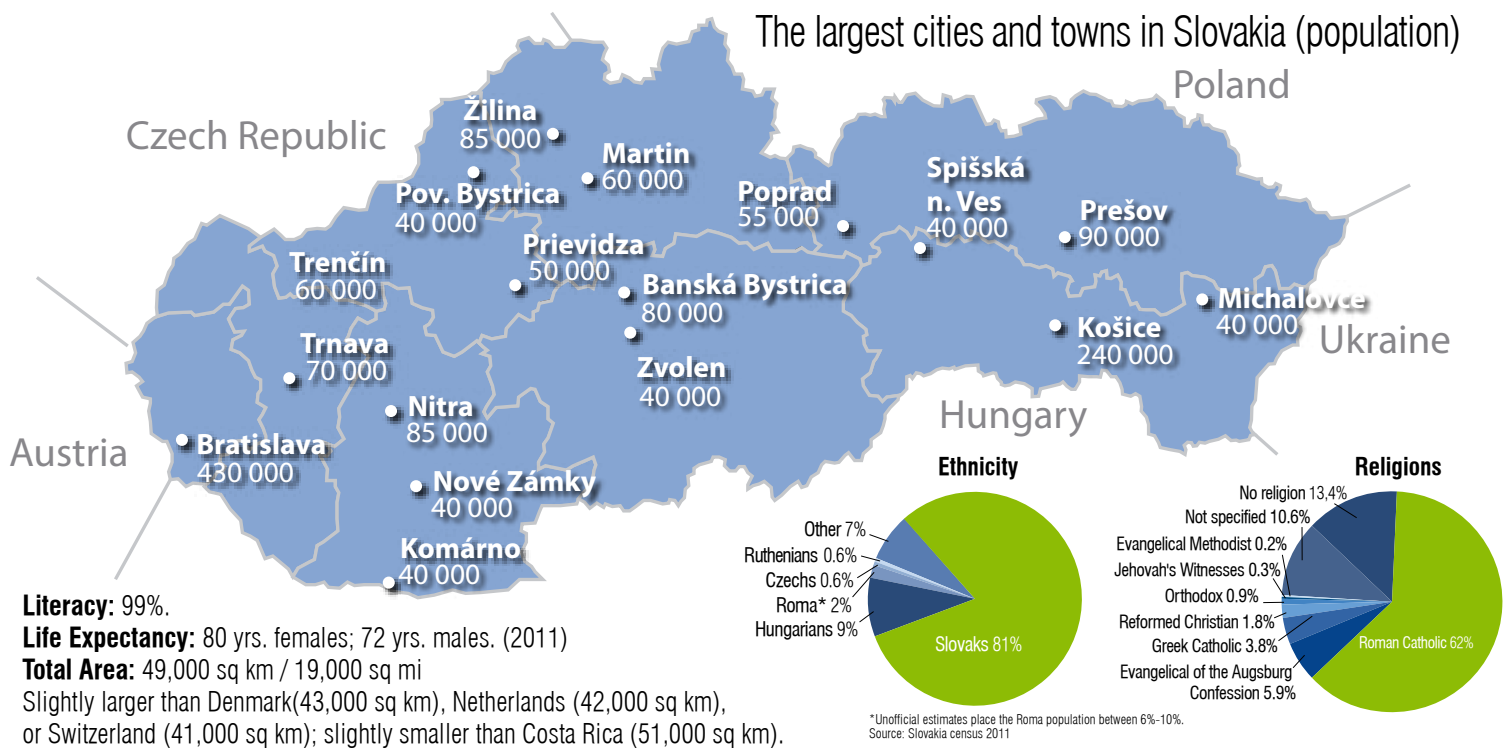 The largest cities and towns in Slovakia (population)
Poland
Czech Republic
Žilina
85 000
Martin
60 000
Pov. Bystrica
40 000
Poprad
55 000
Spišská
n. Ves
40 000
Prešov
90 000
Trenčín
60 000
Prievidza
50 000
Banská Bystrica
80 000
Michalovce
40 000
Ukraine
Košice
240 000
Trnava
70 000
Zvolen
40 000
Nitra
85 000
Hungary
Austria
Bratislava
430 000
Nové Zámky
40 000
Komárno
40 000
Ethnicity
Other 7%
Ruthenians 0.6%
Czechs 0.6%
Roma* 2%
Hungarians 9%
Slovaks 81%
Religions
No religion 13,4%
Not specified 10.6%
Evangelical Methodist 0.2%
Jehovah's Witnesses 0.3%
Orthodox 0.9%
Reformed Christian 1.8%
Greek Catholic 3.8%
Evangelical of the Augsburg
Confession 5.9%
Roman Catholic 62%
Literacy: 99%.
Life Expectancy: 80 yrs. females; 72 yrs. males. (2011)
Total Area: 49,000 sq km / 19,000 sq mi
Slightly larger than Denmark(43,000 sq km), Netherlands (42,000 sq km),
or Switzerland (41,000 sq km); slightly smaller than Costa Rica (51,000 sq km).
*Unofficial estimates place the Roma population between 6%-10%.
Source: Slovakia census 2011